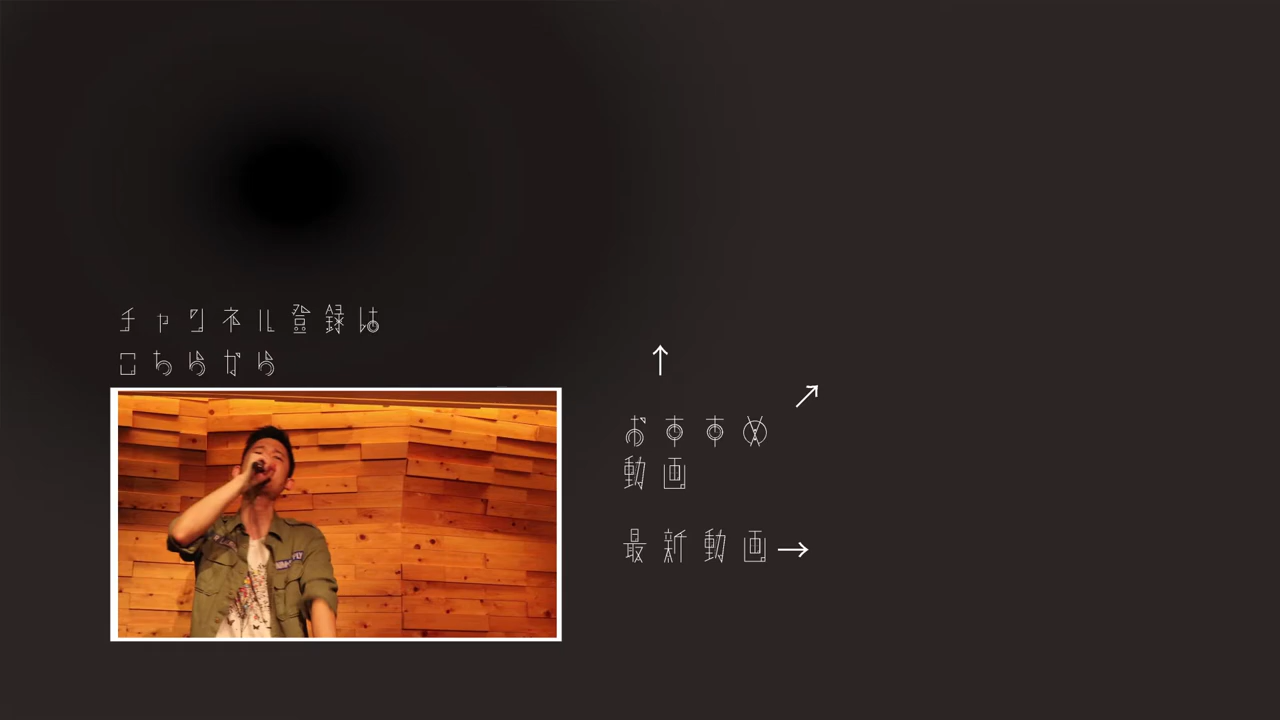 チャンネル登録は
こちらから
↑
↗
おすすめ
動画
最新動画→